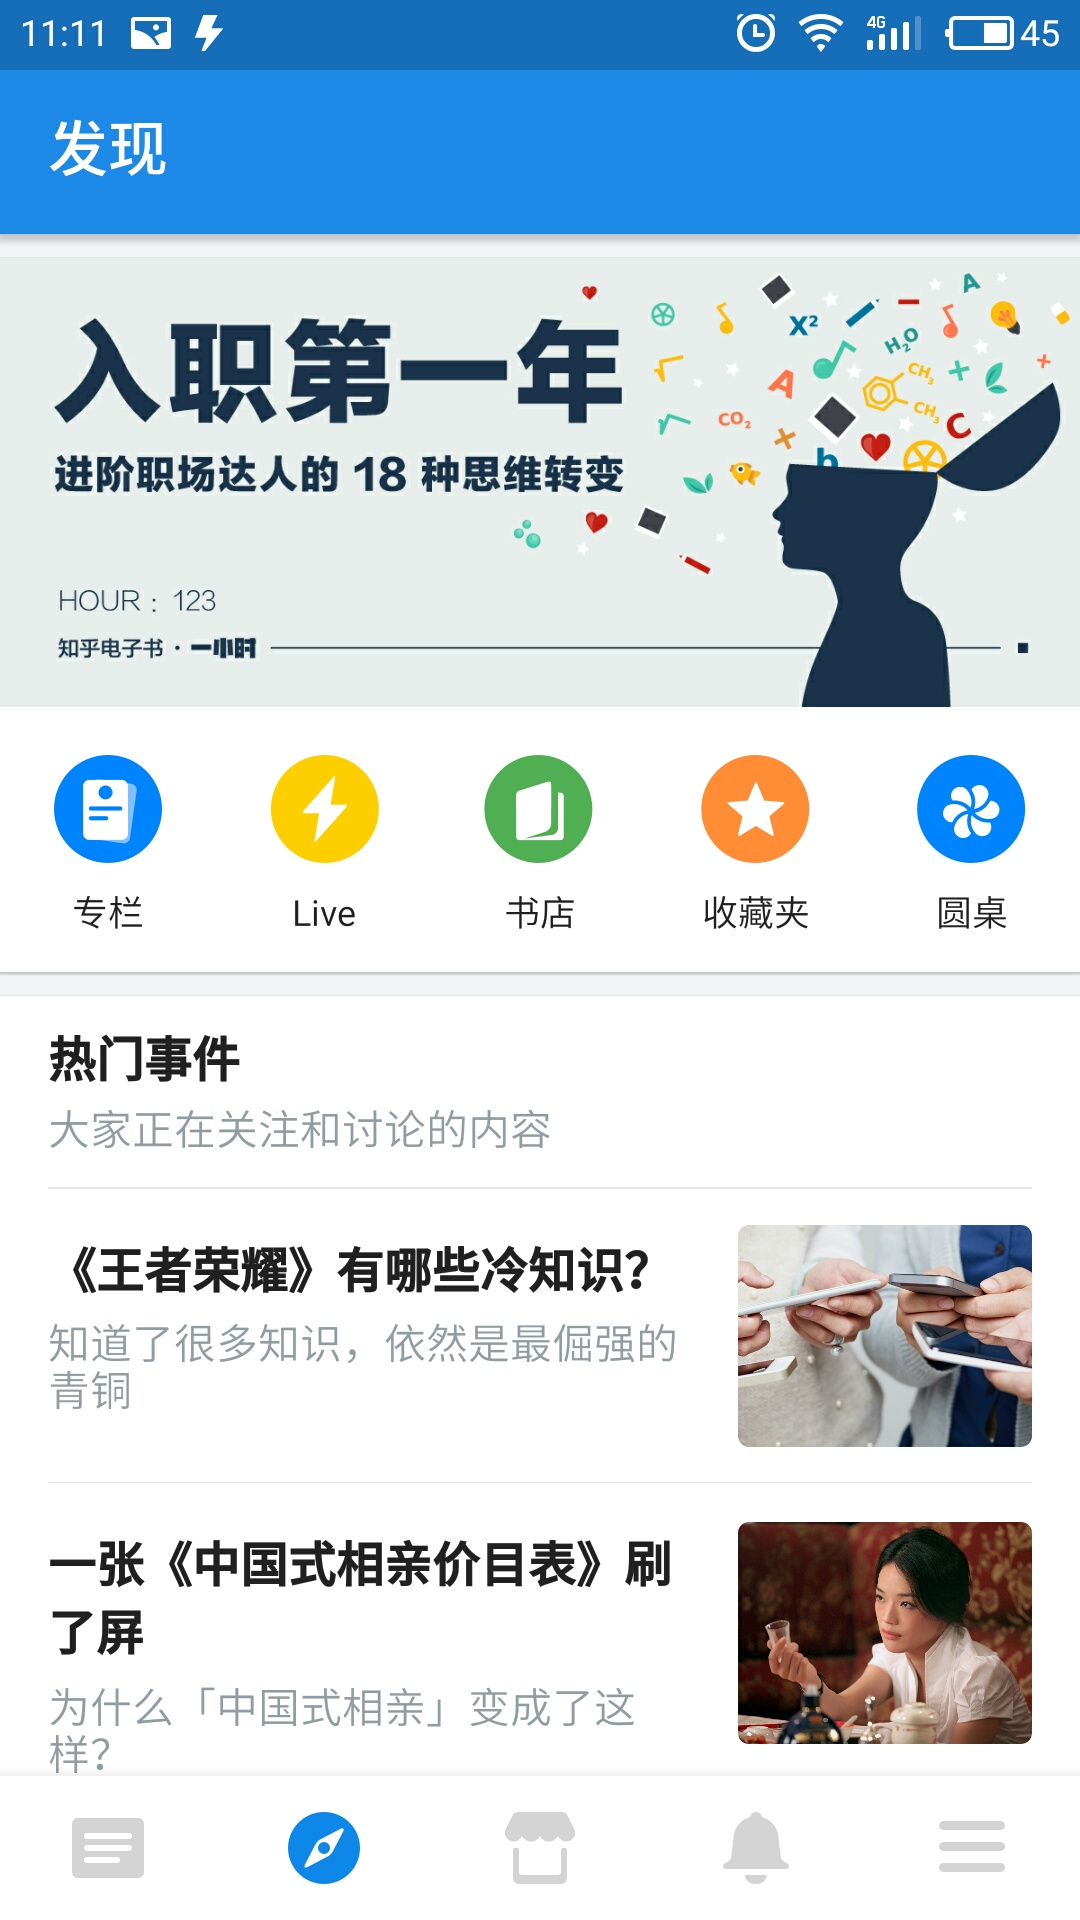 11:11
4G
45
发现
入职第一年
进阶职场达人的 18 种思维转变
HOUR : 123
知乎电子书 · 一小时
A
X²
H₂O
CH₃
A
CO₂
CH₃
C
b
专栏
Live
书店
收藏夹
圆桌
热门事件
大家正在关注和讨论的内容
《王者荣耀》有哪些冷知识?
知道了很多知识，依然是最倔强的
青铜
一张《中国式相亲价目表》刷
了屏
为什么「中国式相亲」变成了这
样?